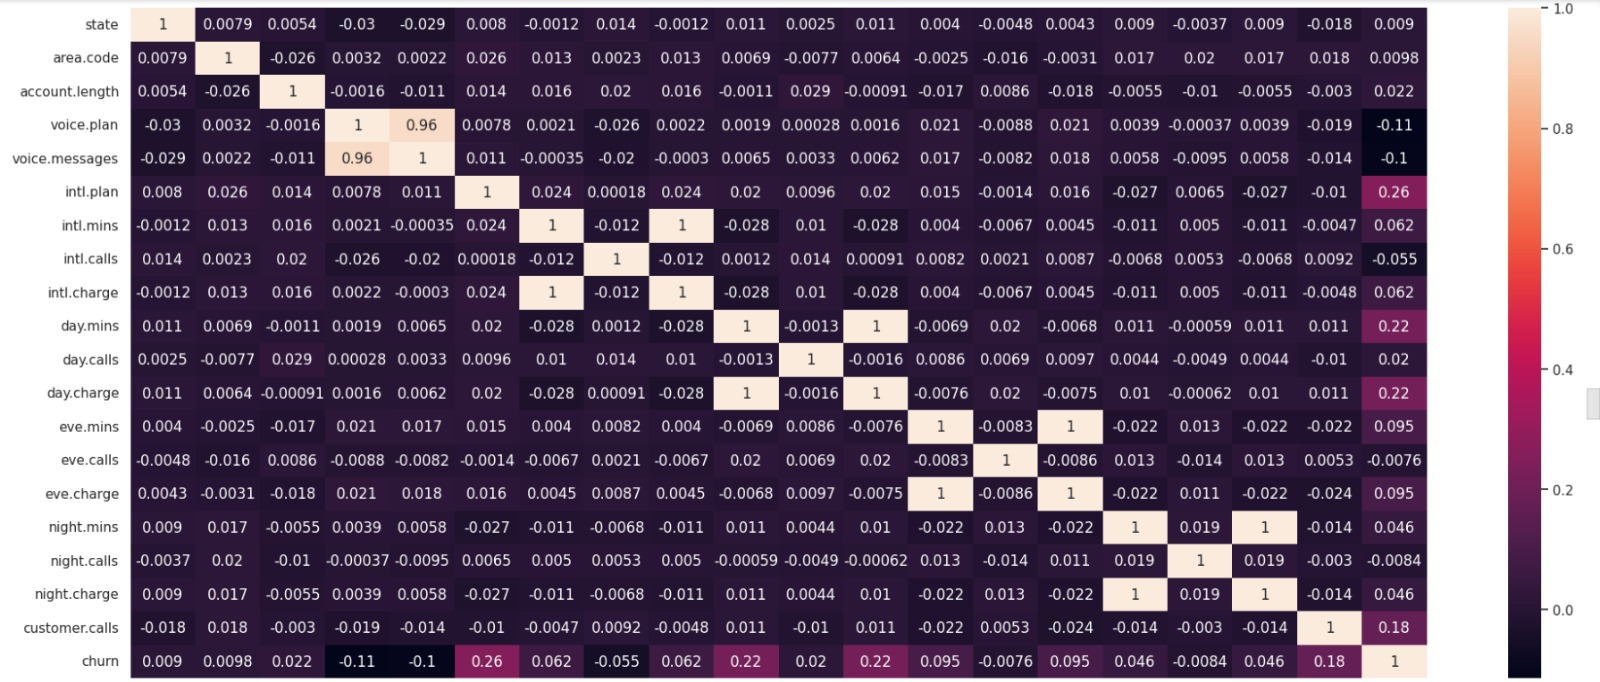 state 1 0.0079 0.0054 -0.03 -0.029 0.008 -0.0012 0.014 -0.0012 0.011 0.0025 0.011 0.004 -0.0048 0.0043 0.009 -0.0037 0.009 -0.018 0.009 1.0
area.code 0.0079 1 -0.026 0.0032 0.0022 0.026 0.013 0.0023 0.013 0.0069 -0.0077 0.0064 -0.0025 -0.016 -0.0031 0.017 0.02 0.017 0.018 0.0098
account.length 0.0054 -0.026 1 -0.0016 -0.011 0.014 0.016 0.02 0.016 -0.0011 0.029 -0.00091 -0.017 0.0086 -0.018 -0.0055 -0.01 -0.0055 -0.003 0.022
voice.plan -0.03 0.0032 -0.0016 1 0.96 0.0078 0.0021 -0.026 0.0022 0.0019 0.00028 0.0016 0.021 -0.0088 0.021 0.0039 -0.00037 0.0039 -0.019 -0.11 0.8
voice.messages -0.029 0.0022 -0.011 0.96 1 0.011 -0.00035 -0.02 -0.0003 0.0065 0.0033 0.0062 0.017 -0.0082 0.018 0.0058 -0.0095 0.0058 -0.014 -0.1
intl.plan 0.008 0.026 0.014 0.0078 0.011 1 0.024 0.00018 0.024 0.02 0.0096 0.02 0.015 -0.0014 0.016 -0.027 0.0065 -0.027 -0.01 0.26
intl.mins -0.0012 0.013 0.016 0.0021 -0.00035 0.024 1 -0.012 1 -0.028 0.01 -0.028 0.004 -0.0067 0.0045 -0.011 0.005 -0.011 -0.0047 0.062
intl.calls 0.014 0.0023 0.02 -0.026 -0.02 0.00018 -0.012 1 -0.012 0.0012 0.014 0.00091 0.0082 0.0021 0.0087 -0.0068 0.0053 -0.0068 0.0092 -0.055 0.6
intl.charge -0.0012 0.013 0.016 0.0022 -0.0003 0.024 1 -0.012 1 -0.028 0.01 -0.028 0.004 -0.0067 0.0045 -0.011 0.005 -0.011 -0.0048 0.062
day.mins 0.011 0.0069 -0.0011 0.0019 0.0065 0.02 -0.028 0.0012 -0.028 1 -0.0013 1 -0.0069 0.02 -0.0068 0.011 -0.00059 0.011 0.011 0.22
day.calls 0.0025 -0.0077 0.029 0.00028 0.0033 0.0096 0.01 0.014 0.01 -0.0013 1 -0.0016 0.0086 0.0069 0.0097 0.0044 -0.0049 0.0044 -0.01 0.02 0.4
day.charge 0.011 0.0064 -0.00091 0.0016 0.0062 0.02 -0.028 0.00091 -0.028 1 -0.0016 1 -0.0076 0.02 -0.0075 0.01 -0.00062 0.01 0.011 0.22
eve.mins 0.004 -0.0025 -0.017 0.021 0.017 0.015 0.004 0.0082 0.004 -0.0069 0.0086 -0.0076 1 -0.0083 1 -0.022 0.013 -0.022 -0.022 0.095
eve.calls -0.0048 -0.016 0.0086 -0.0088 -0.0082 -0.0014 -0.0067 0.0021 -0.0067 0.02 0.0069 0.02 -0.0083 1 -0.0086 0.013 -0.014 0.013 0.0053 -0.0076
eve.charge 0.0043 -0.0031 -0.018 0.021 0.018 0.016 0.0045 0.0087 0.0045 -0.0068 0.0097 -0.0075 1 -0.0086 1 -0.022 0.011 -0.022 -0.024 0.095 0.2
night.mins 0.009 0.017 -0.0055 0.0039 0.0058 -0.027 -0.011 -0.0068 -0.011 0.011 0.0044 0.01 -0.022 0.013 -0.022 1 0.019 1 -0.014 0.046
night.calls -0.0037 0.02 -0.01 -0.00037 -0.0095 0.0065 0.005 0.0053 0.005 -0.00059 -0.0049 -0.00062 0.013 -0.014 0.011 0.019 1 0.019 -0.003 -0.0084
night.charge 0.009 0.017 -0.0055 0.0039 0.0058 -0.027 -0.011 -0.0068 -0.011 0.011 0.0044 0.01 -0.022 0.013 -0.022 1 0.019 1 -0.014 0.046 0.0
customer.calls -0.018 0.018 -0.003 -0.019 -0.014 -0.01 -0.0047 0.0092 -0.0048 0.011 -0.01 0.011 -0.022 0.0053 -0.024 -0.014 -0.003 -0.014 1 0.18
churn 0.009 0.0098 0.022 -0.11 -0.1 0.26 0.062 -0.055 0.062 0.22 0.02 0.22 0.095 -0.0076 0.095 0.046 -0.0084 0.046 0.18 1